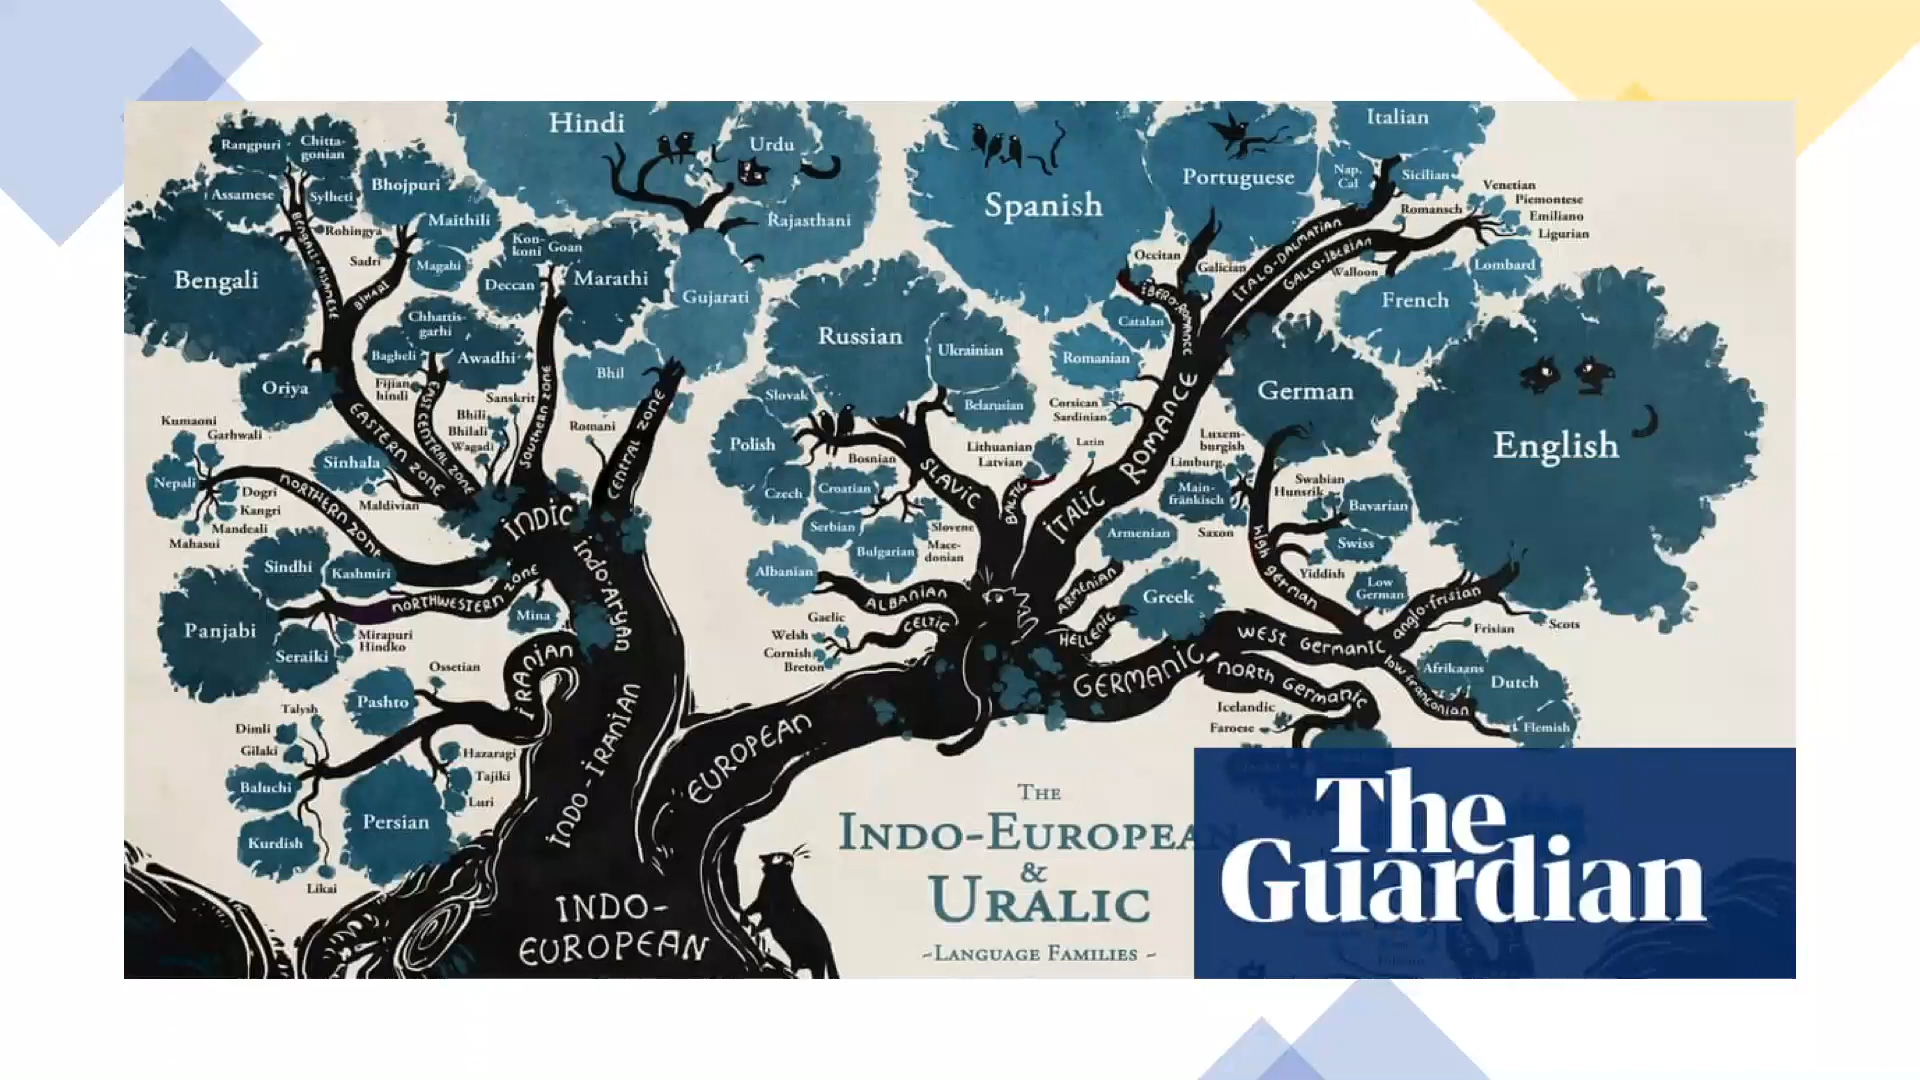 Hindi
Urdu
Rajasthani
Rangpuri
Chitta-
gonian
Assamese
Sylheti
Bhojpuri
Maithili
Rohingya
Sadri
Magahi
Bengali
BENGALI-ASSAMESE
BIHARI
Kon-
koni
Goan
Deccan
Marathi
Gujarati
Chhattis-
garhi
Bagheli
Awadhi
Bhil
Oriya
Fijian
hindi
Sanskrit
Bhili
Bhilali
Wagadi
Romani
EASTERN ZONE
EAST CENTRAL ZONE
SOUTHERN ZONE
CENTRAL ZONE
Kumaoni
Garhwali
Nepali
Dogri
Kangri
Mandeali
Mahasui
Sinhala
Maldivian
NORTHERN ZONE
INDIC
Sindhi
Kashmiri
Panjabi
NORTHWESTERN ZONE
Mina
Mirapuri
Hindko
Seraiki
INDO-ARYAN
IRANIAN
Ossetian
Pashto
Talysh
Dimli
Gilaki
Baluchi
Kurdish
Hazaragi
Tajiki
Luri
Persian
Likai
INDO-IRANIAN
INDO-
EUROPEAN
EUROPEAN
Spanish
Portuguese
Italian
Nap.
Cal
Sicilian
Venetian
Piemontese
Emiliano
Ligurian
Romansch
Lombard
Occitan
Galician
Walloon
French
Catalan
Romanian
Corsican
Sardinian
Latin
IBERO-ROMANCE
ITALO-DALMATIAN
GALLO-IBERIAN
ROMANCE
ITALIC
Russian
Ukrainian
Belarusian
Slovak
Polish
Czech
Bosnian
Croatian
Serbian
Bulgarian
Slovene
Mace-
donian
Lithuanian
Latvian
SLAVIC
BALTIC
Albanian
ALBANIAN
Gaelic
Welsh
Cornish
Breton
CELTIC
Armenian
ARMENIAN
Greek
HELLENIC
German
English
Luxem-
burgish
Limburg.
Main-
fränkisch
Saxon
Swabian
Hunsrik
Bavarian
Swiss
Yiddish
Low
German
high german
anglo-frisian
Frisian
Scots
GERMANIC
WEST Germanic
NORTH Germanic
low franconian
Afrikaans
Dutch
Flemish
Icelandic
Faroese
THE
INDO-EUROPEAN
&
URALIC
~LANGUAGE FAMILIES ~
The
Guardian